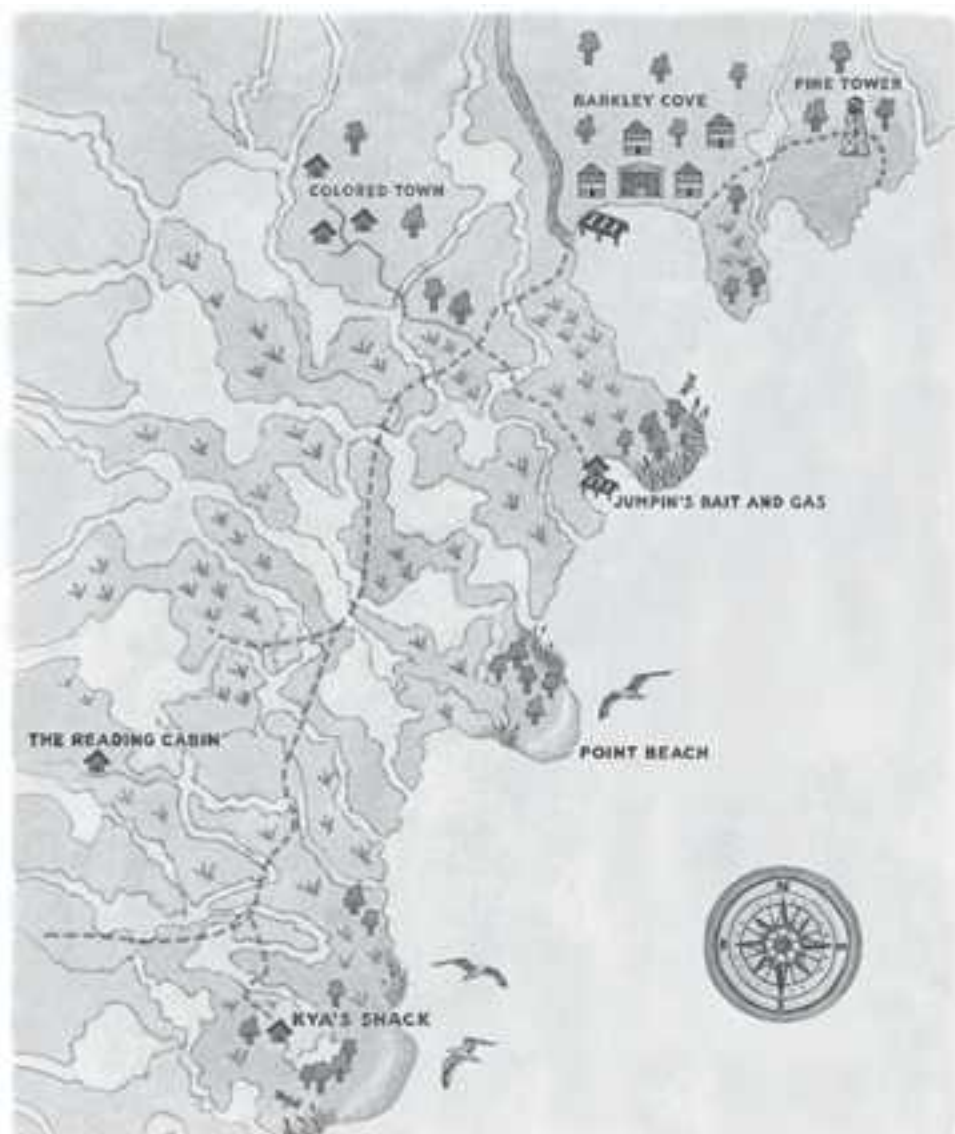 BARKLEY COVE
FIRE TOWER
COLORED TOWN
JUMPIN'S BAIT AND GAS
THE READING CABIN
POINT BEACH
N
KYA'S SHACK